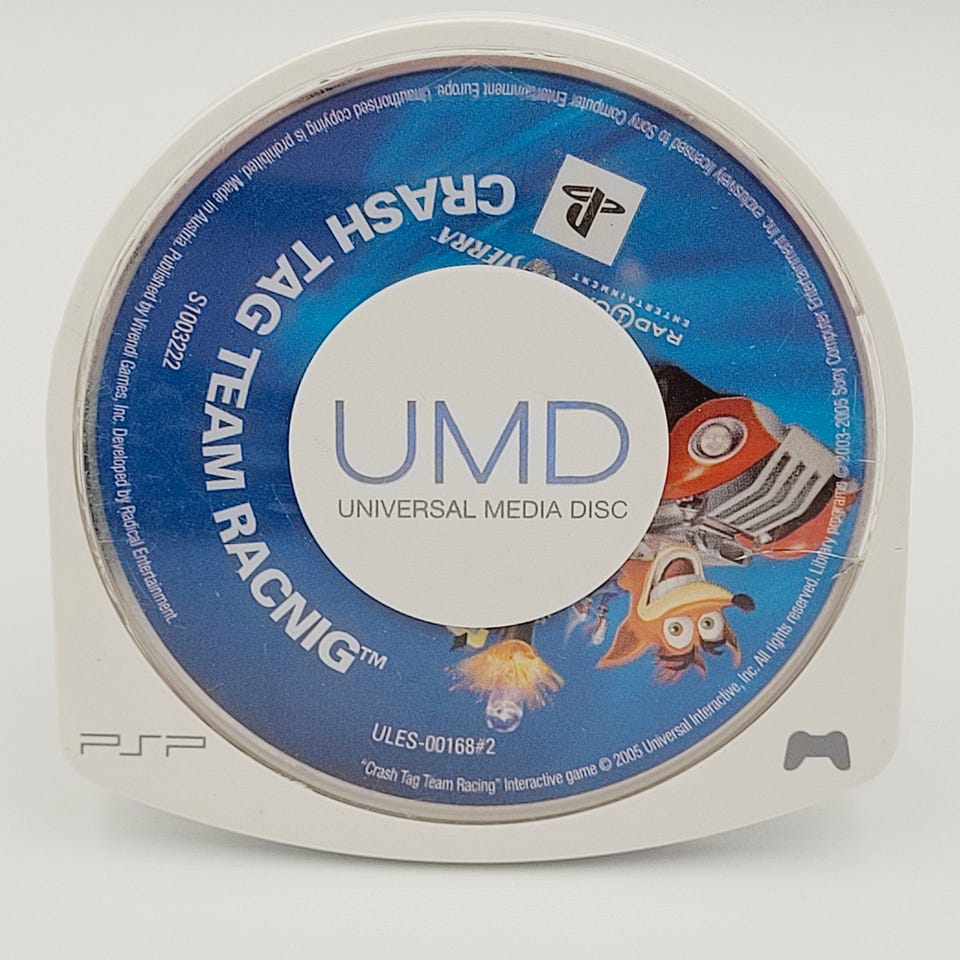 CRASH TAG TEAM RACNIG™
SIERRA™
ENTERTAINMENT
UMD
UNIVERSAL MEDIA DISC
S1003222
ULES-00168#2
"Crash Tag Team Racing" Interactive game © 2005 Universal Interactive, Inc. All rights reserved. Library © 2003-2005 Sony Computer Entertainment Inc. exclusively licensed to Sony Computer Entertainment Europe. Unauthorised copying is prohibited. Made in Austria. Published by Vivendi Games, Inc. Developed by Radical Entertainment.
PSP